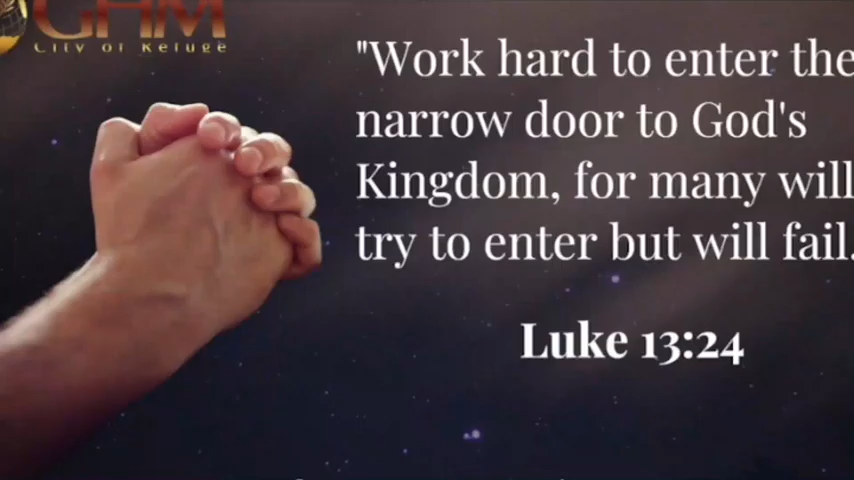 GHM
City of Refuge
"Work hard to enter the
narrow door to God's
Kingdom, for many will
try to enter but will fail.
Luke 13:24